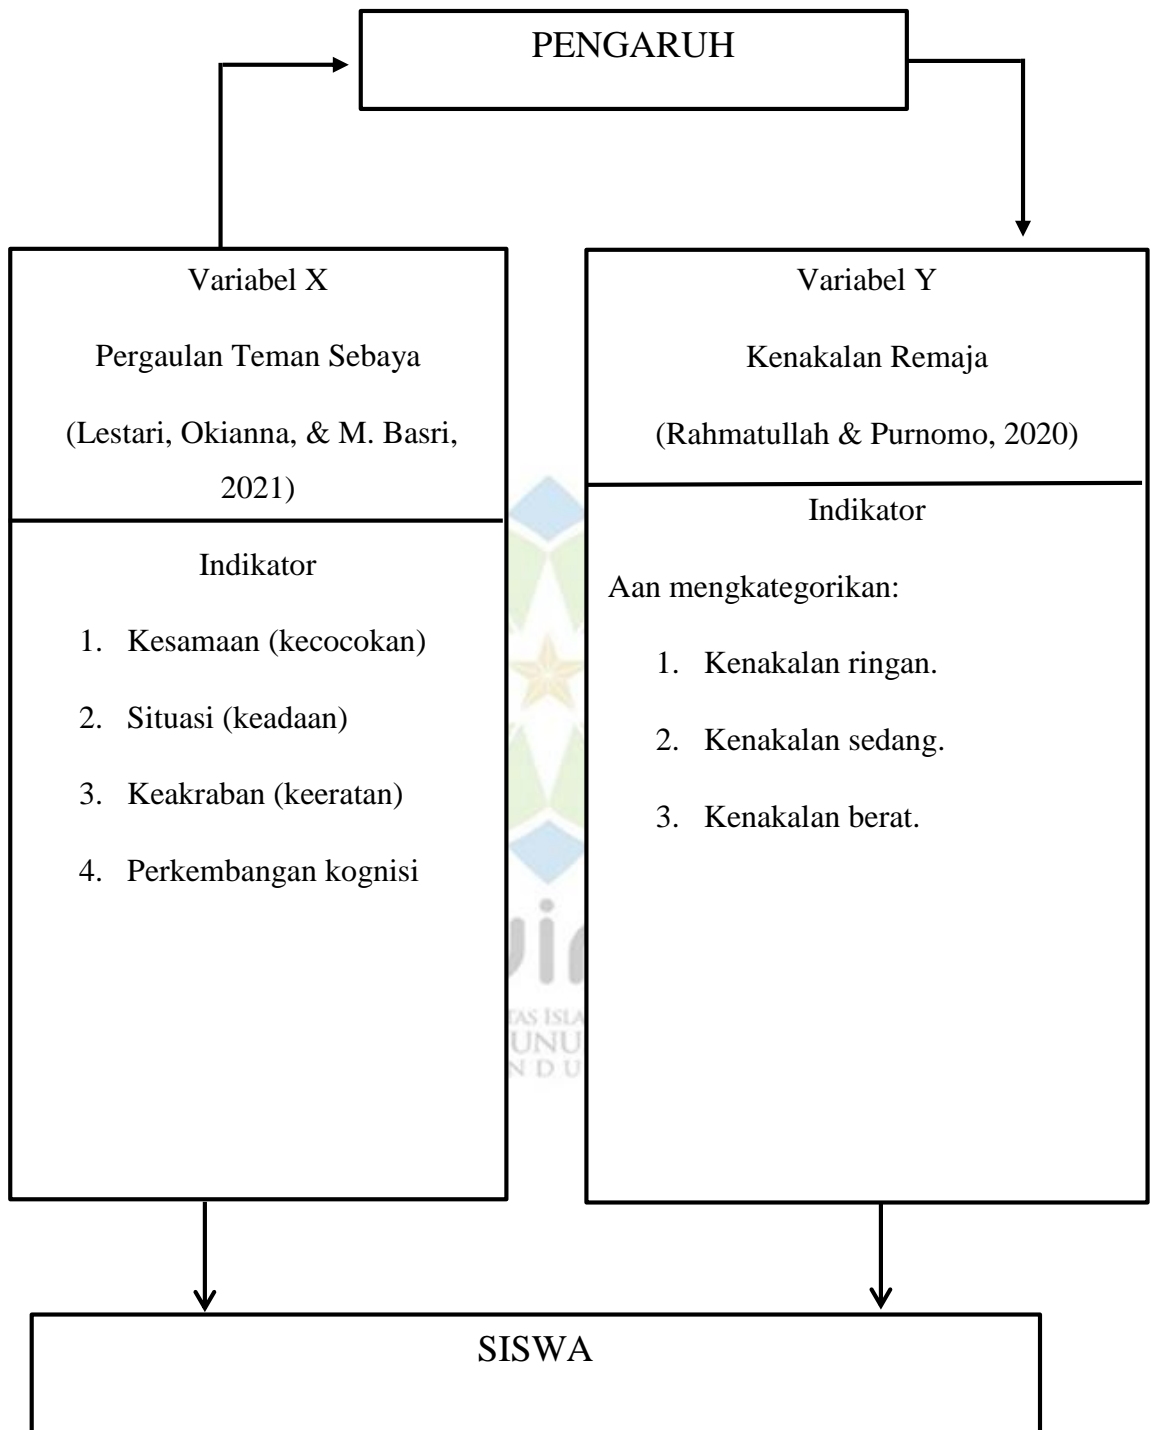 PENGARUH
Variabel X
Pergaulan Teman Sebaya
(Lestari, Okianna, & M. Basri,
2021)
Indikator
1. Kesamaan (kecocokan)
2. Situasi (keadaan)
3. Keakraban (keeratan)
4. Perkembangan kognisi
Variabel Y
Kenakalan Remaja
(Rahmatullah & Purnomo, 2020)
Indikator
Aan mengkategorikan:
1. Kenakalan ringan.
2. Kenakalan sedang.
3. Kenakalan berat.
SISWA